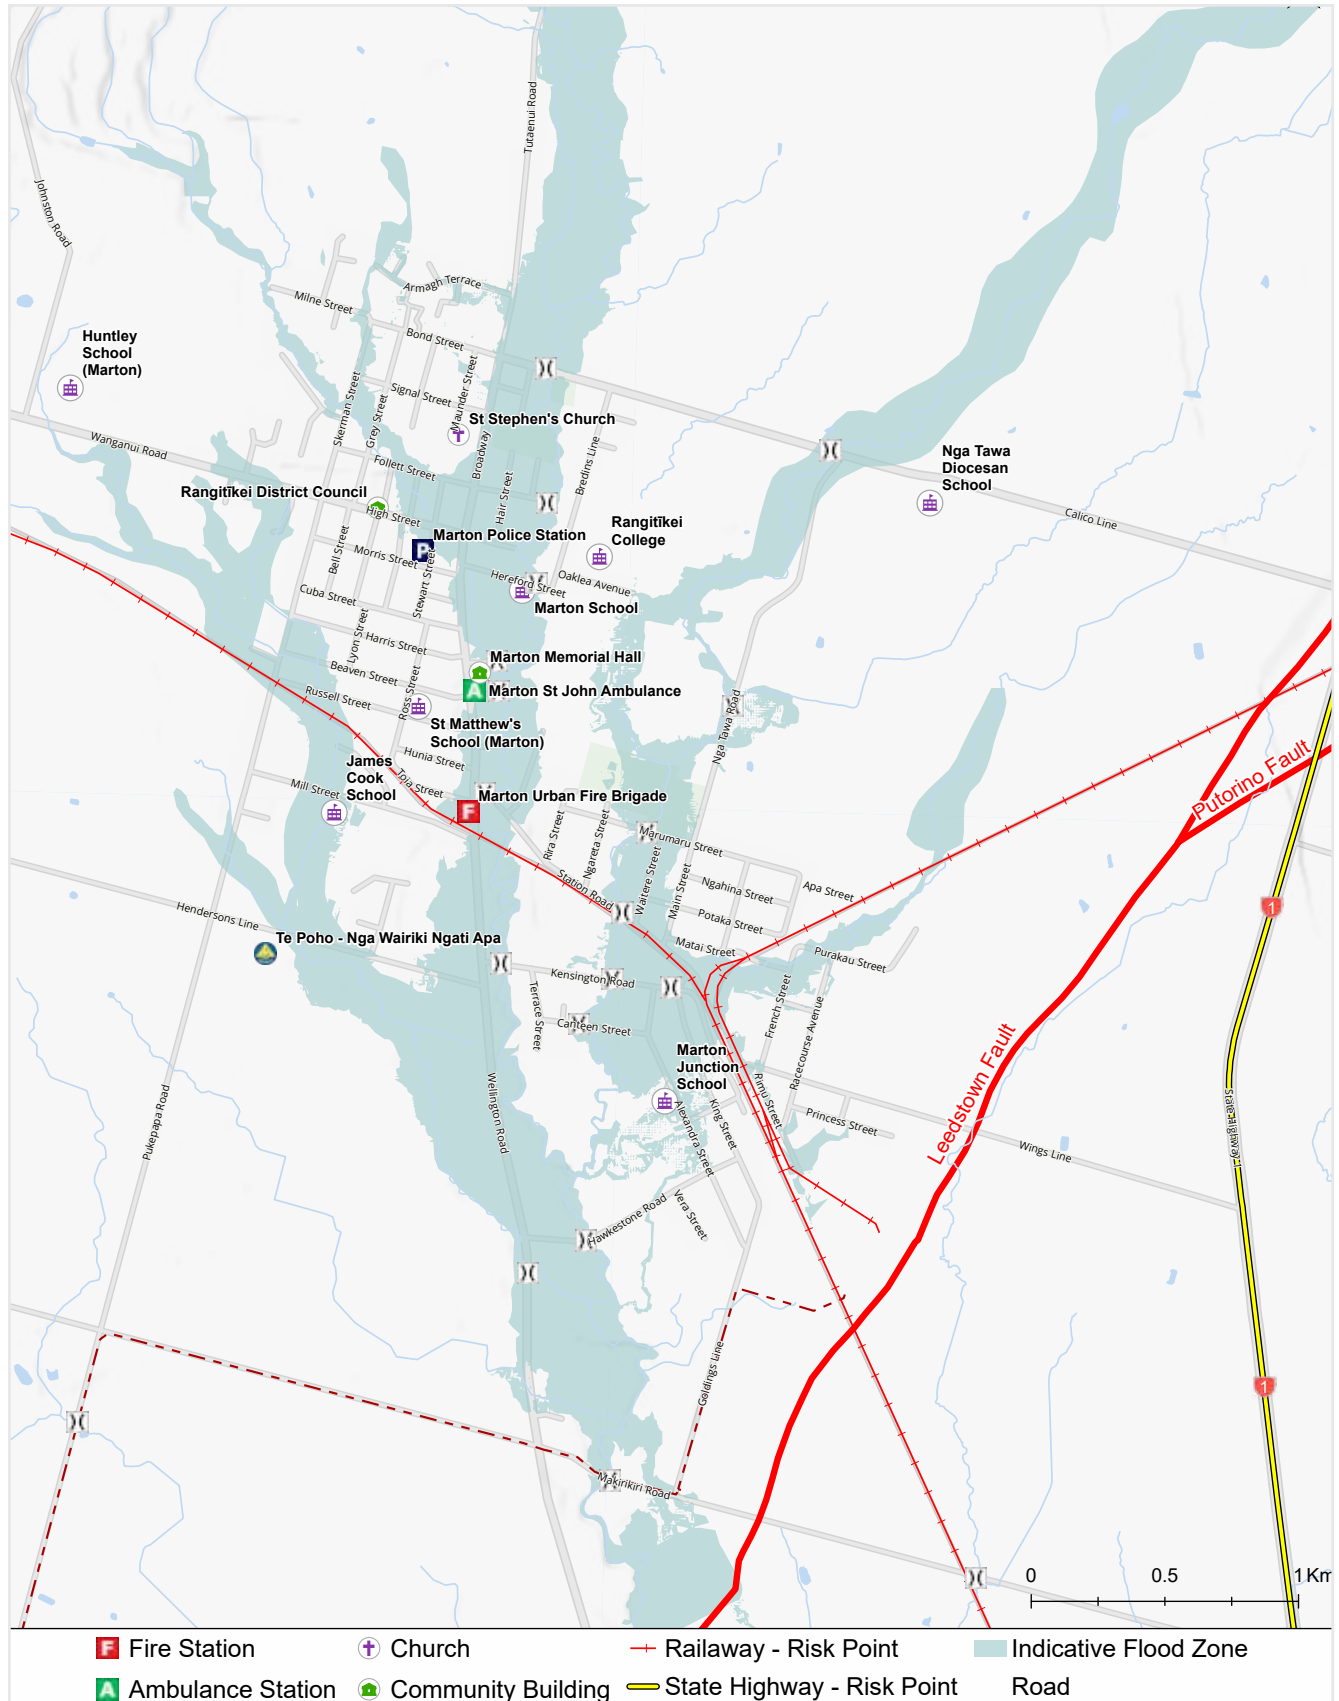 Tutaenui Road
Johnston Road
Armagh Terrace
Milne Street
Bond Street
Huntley
School
(Marton)
Signal Street
Maunder Street
Skerman Street
Grey Street
St Stephen's Church
Broadway
Bredins Line
Wanganui Road
Follett Street
Hair Street
Nga Tawa
Diocesan
School
Rangitīkei District Council
High Street
Calico Line
Rangitīkei
College
P
Marton Police Station
Bell Street
Morris Street
Stewart Street
Hereford Street
Oaklea Avenue
Marton School
Cuba Street
Lyon Street
Harris Street
Marton Memorial Hall
Beaven Street
A
Marton St John Ambulance
Russell Street
Ross Street
St Matthew's
School (Marton)
Nga Tawa Road
Hunia Street
James
Cook
School
Toia Street
Mill Street
F
Marton Urban Fire Brigade
Putorino Fault
Rira Street
Ngareta Street
Marumaru Street
Waitere Street
Main Street
Station Road
Ngahina Street
Apa Street
Potaka Street
1
Hendersons Line
Te Poho - Nga Wairiki Ngati Apa
Matai Street
Purakau Street
Kensington Road
Terrace Street
Canteen Street
French Street
Racecourse Avenue
Marton
Junction
School
Leedstown Fault
Rimu Street
King Street
Alexandra Street
Princess Street
Wellington Road
Pukepapa Road
State Highway 1
Wings Line
Hawkestone Road
Vera Street
Goldings Line
1
Makirikiri Road
0 0.5 1 Km
F Fire Station
Church
Railaway - Risk Point
Indicative Flood Zone
A Ambulance Station
Community Building
State Highway - Risk Point
Road